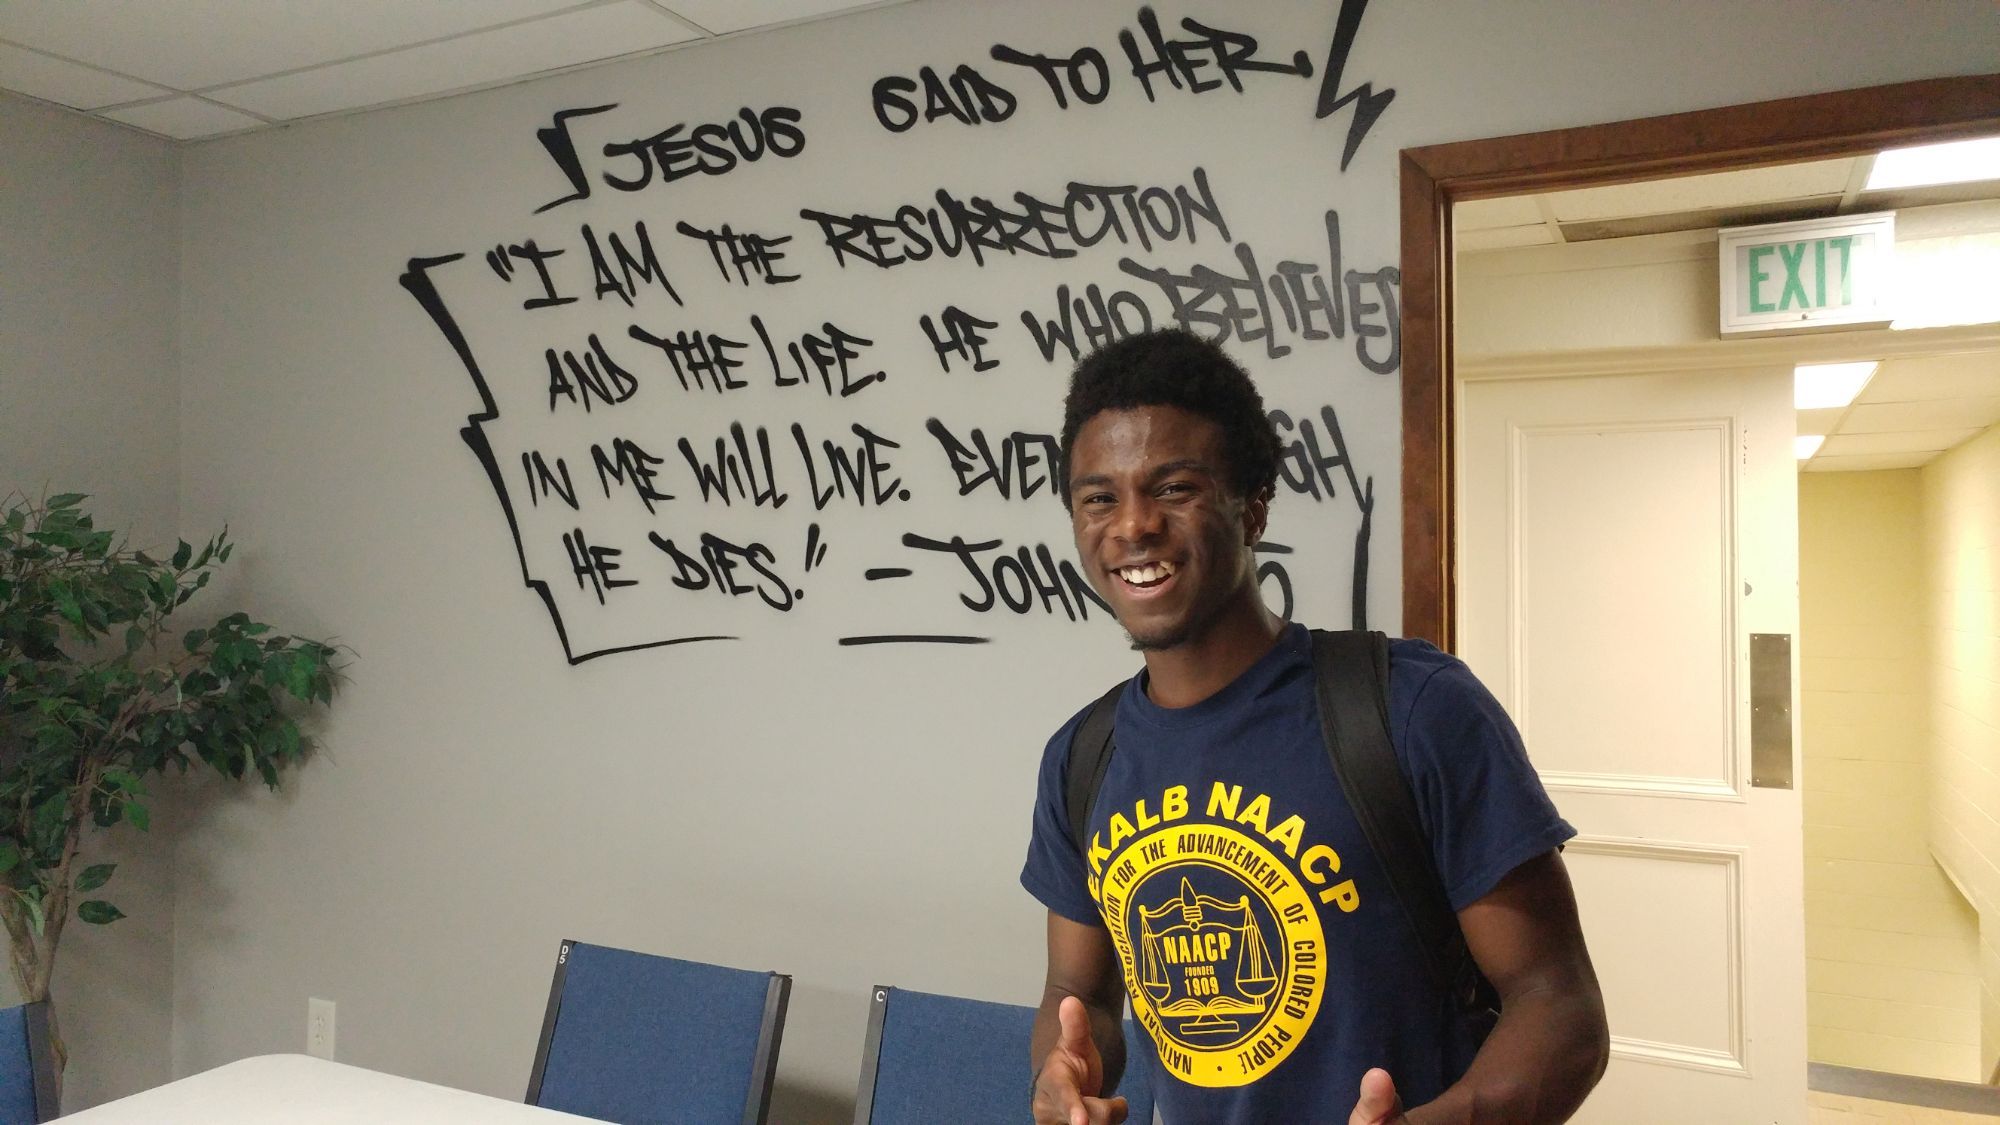 JESUS SAID TO HER.
"I AM THE RESURRECTION
AND THE LIFE. HE WHO BELIEVES
IN ME WILL LIVE. EVEN
HE DIES." - JOHN
EXIT
NAACP
NATIONAL ASSOCIATION FOR THE ADVANCEMENT OF COLORED PEOPLE •
NAACP
FOUNDED
1909
D5
C